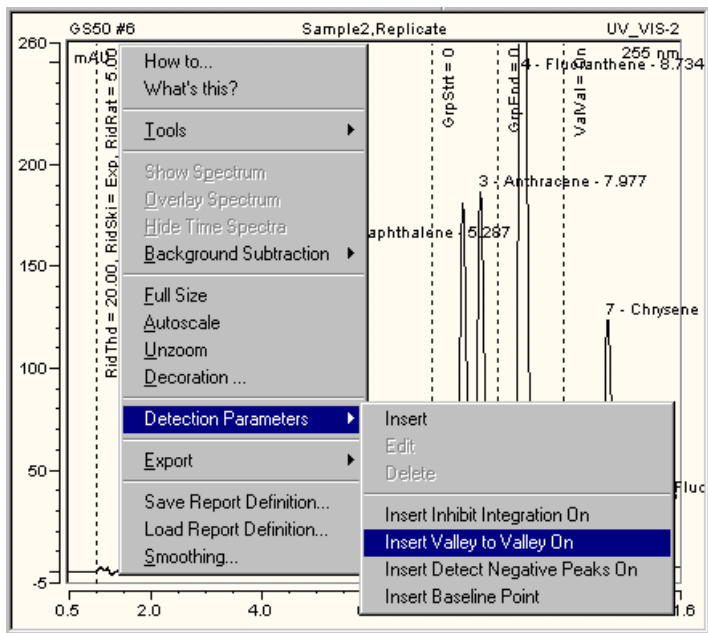 GS50 #6 Sample2,Replicate UV_VIS-2
260
mAU 255 nm
RidThd = 20.00, RidSki = Exp, RidRat = 5.00
GrpStrt = 0
GrpEnd = 0
ValVal = On
4 - Fluoranthene - 8.734
200
3 - Anthracene - 7.977
aphthalene - 5.287
150
7 - Chrysene
100
50
Fluo
-5
0.5 2.0 4.0 1.6
How to...
What's this?
Tools
Show Spectrum
Overlay Spectrum
Hide Time Spectra
Background Subtraction
Full Size
Autoscale
Unzoom
Decoration ...
Detection Parameters
Export
Save Report Definition...
Load Report Definition...
Smoothing...
Insert
Edit
Delete
Insert Inhibit Integration On
Insert Valley to Valley On
Insert Detect Negative Peaks On
Insert Baseline Point